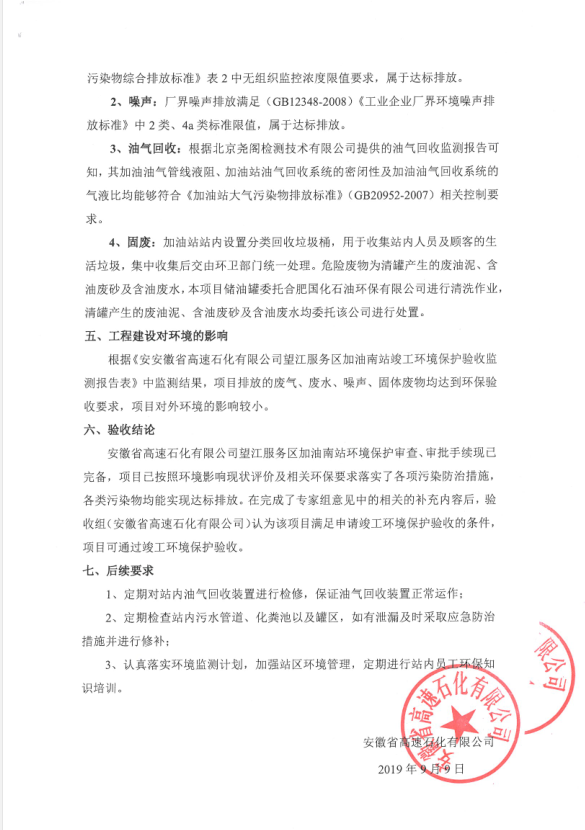 污染物综合排放标准》表 2 中无组织监控浓度限值要求，属于达标排放。
2、噪声：厂界噪声排放满足（GB12348-2008）《工业企业厂界环境噪声排
放标准》中 2 类、4a 类标准限值，属于达标排放。
3、油气回收：根据北京尧阁检测技术有限公司提供的油气回收监测报告可
知，其加油油气管线液阻、加油站油气回收系统的密闭性及加油油气回收系统的
气液比均能够符合《加油站大气污染物排放标准》（GB20952-2007）相关控制要
求。
4、固废：加油站站内设置分类回收垃圾桶，用于收集站内人员及顾客的生
活垃圾，集中收集后交由环卫部门统一处理。危险废物为清罐产生的废油泥、含
油废砂及含油废水，本项目储油罐委托合肥国化石油环保有限公司进行清洗作业，
清罐产生的废油泥、含油废砂及含油废水均委托该公司进行处置。
五、工程建设对环境的影响
根据《安安徽省高速石化有限公司望江服务区加油南站竣工环境保护验收监
测报告表》中监测结果，项目排放的废气、废水、噪声、固体废物均达到环保验
收要求，项目对外环境的影响较小。
六、验收结论
安徽省高速石化有限公司望江服务区加油南站环境保护审查、审批手续现已
完备，项目已按照环境影响现状评价及相关环保要求落实了各项污染防治措施，
各类污染物均能实现达标排放。在完成了专家组意见中的相关的补充内容后，验
收组（安徽省高速石化有限公司）认为该项目满足申请竣工环境保护验收的条件，
项目可通过竣工环境保护验收。
七、后续要求
1、定期对站内油气回收装置进行检修，保证油气回收装置正常运作；
2、定期检查站内污水管道、化粪池以及罐区，如有泄漏及时采取应急防治
措施并进行修补；
3、认真落实环境监测计划，加强站区环境管理，定期进行站内员工环保知
识培训。
限公司
安徽省高速石化有限公司
安徽省高速石化有限公司
2019 年 9 月 9 日